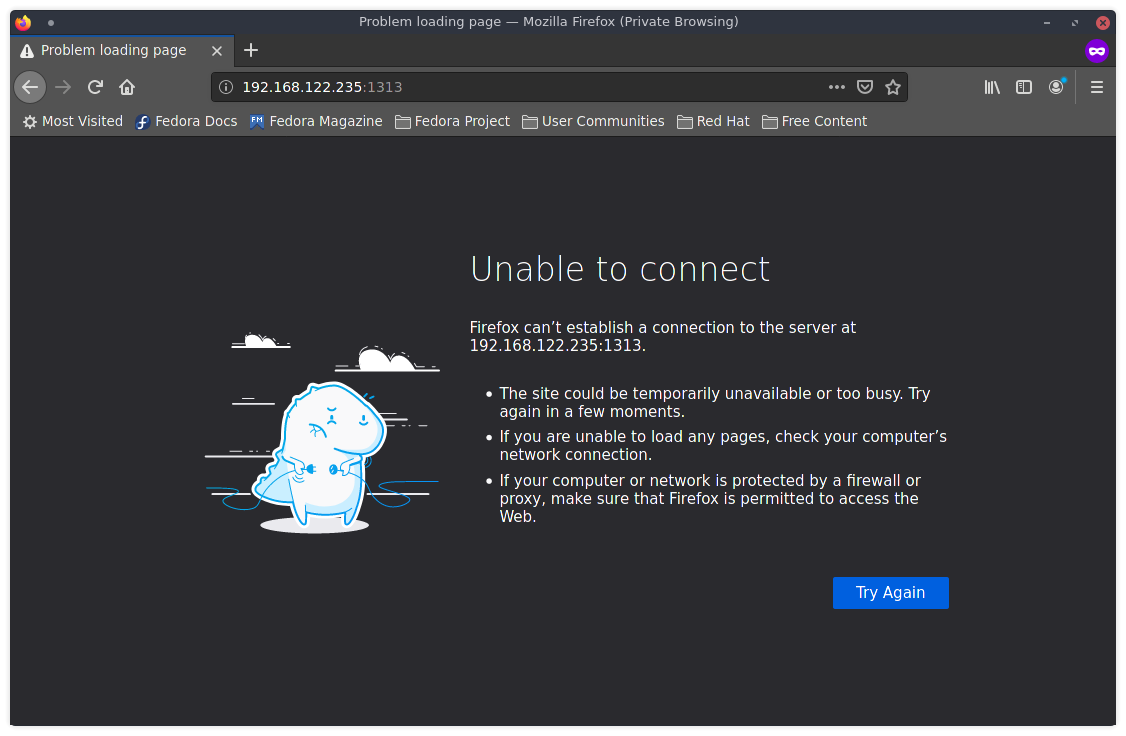 Problem loading page — Mozilla Firefox (Private Browsing)
Problem loading page
192.168.122.235:1313
Most Visited Fedora Docs FM Fedora Magazine Fedora Project User Communities Red Hat Free Content
Unable to connect
Firefox can’t establish a connection to the server at
192.168.122.235:1313.
• The site could be temporarily unavailable or too busy. Try
again in a few moments.
• If you are unable to load any pages, check your computer’s
network connection.
• If your computer or network is protected by a firewall or
proxy, make sure that Firefox is permitted to access the
Web.
Try Again